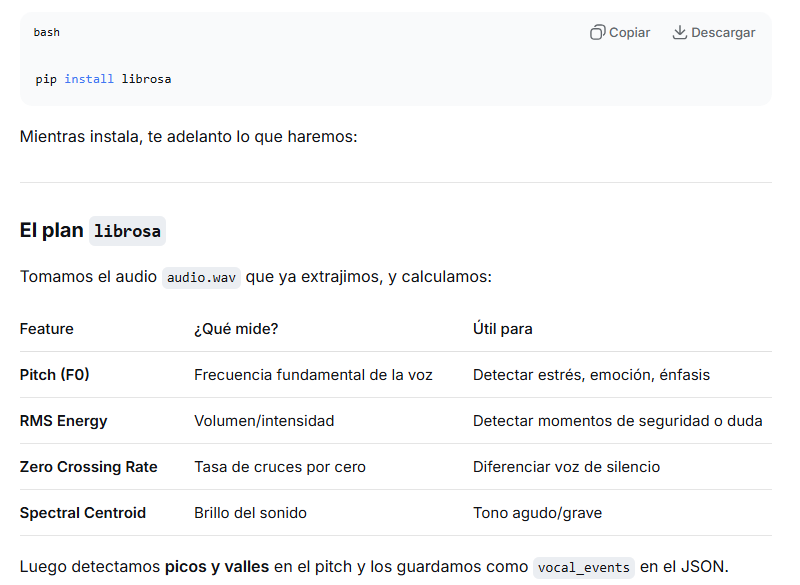 bash Copiar Descargar
pip install librosa
Mientras instala, te adelanto lo que haremos:
El plan librosa
Tomamos el audio audio.wav que ya extrajimos, y calculamos:
Feature ¿Qué mide? Útil para
Pitch (F0) Frecuencia fundamental de la voz Detectar estrés, emoción, énfasis
RMS Energy Volumen/intensidad Detectar momentos de seguridad o duda
Zero Crossing Rate Tasa de cruces por cero Diferenciar voz de silencio
Spectral Centroid Brillo del sonido Tono agudo/grave
Luego detectamos picos y valles en el pitch y los guardamos como vocal_events en el JSON.